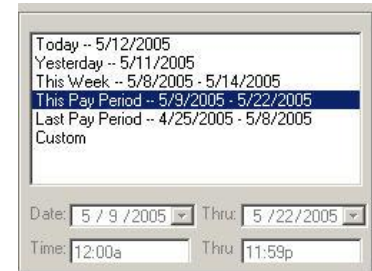 Today -- 5/12/2005
Yesterday -- 5/11/2005
This Week -- 5/8/2005 - 5/14/2005
This Pay Period -- 5/9/2005 - 5/22/2005
Last Pay Period -- 4/25/2005 - 5/8/2005
Custom
Date: 5 / 9 /2005 Thru: 5 /22/2005
Time: 12:00a Thru 11:59p